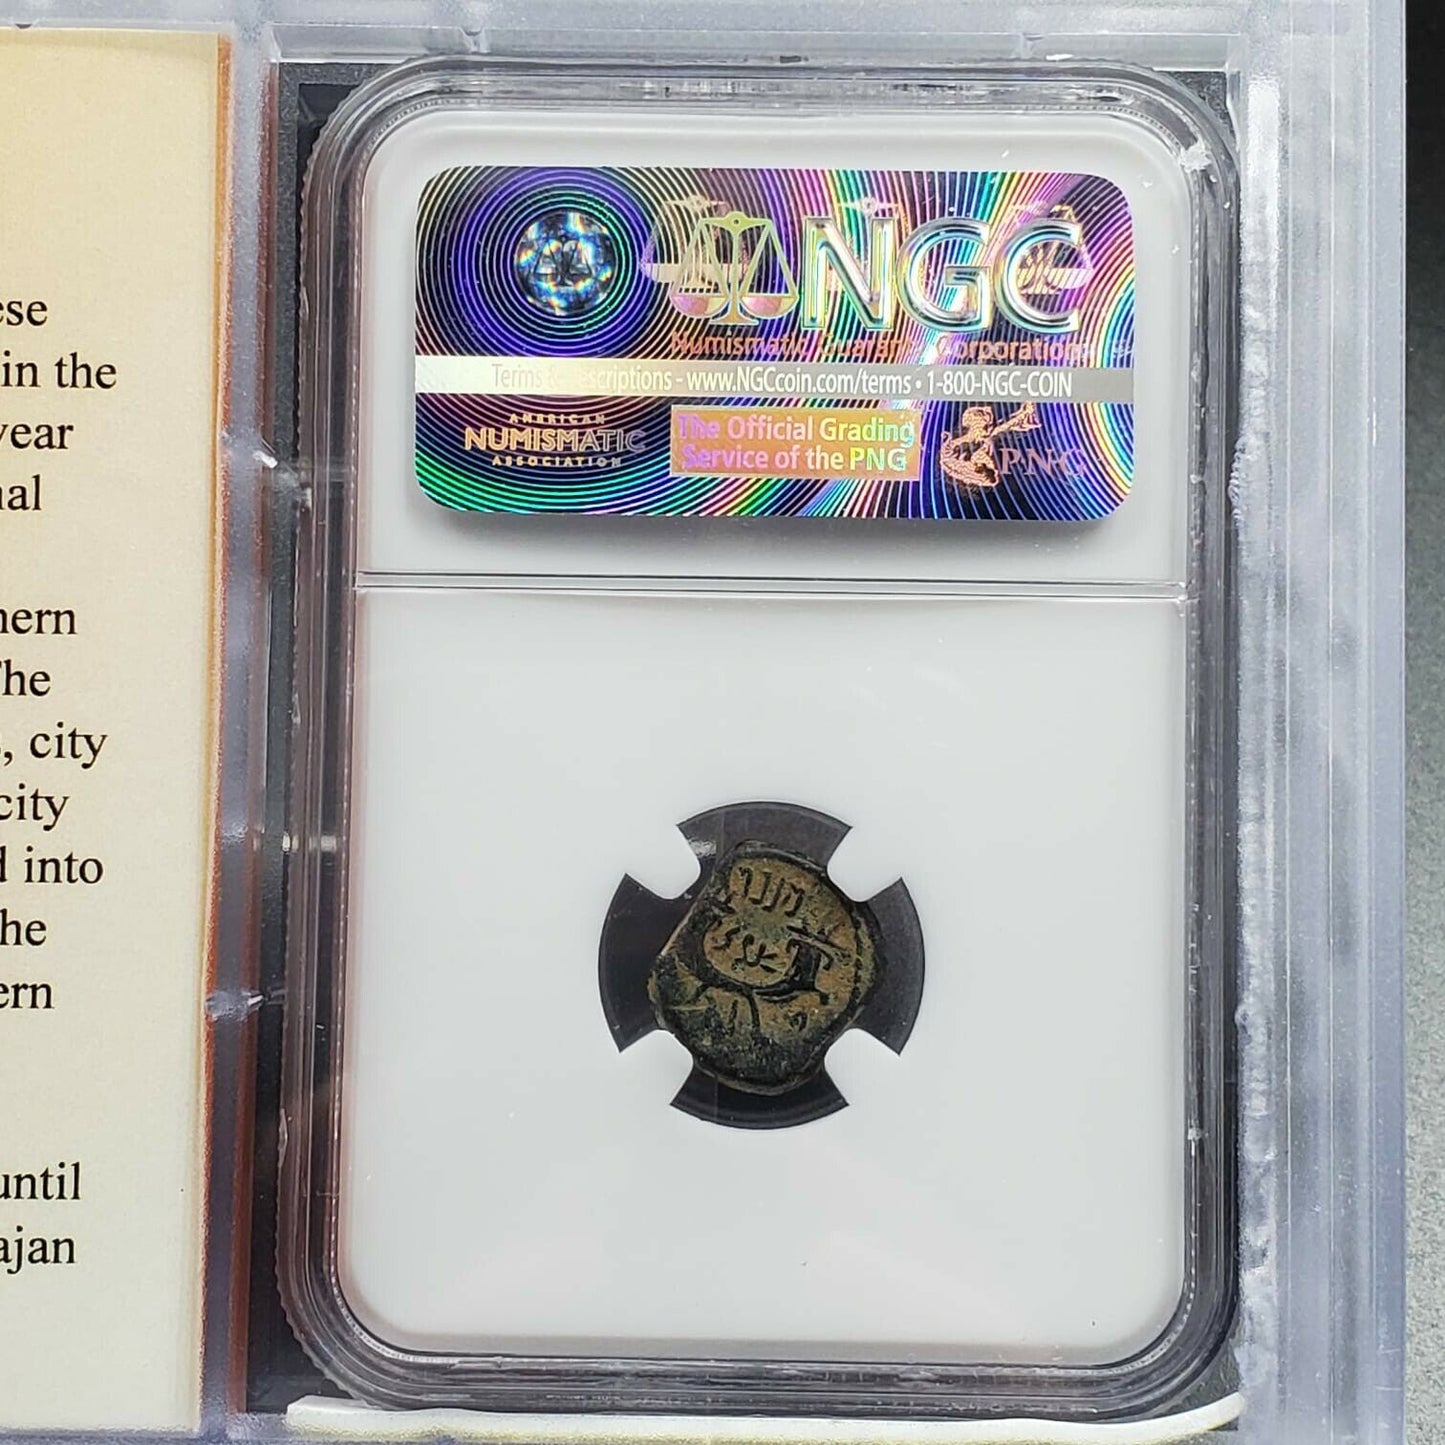 ese
in the
year
nal
hern
The
, city
city
d into
he
ern
until
ajan
NGC
Numismatic Guaran Corporation
Terms & Descriptions - www.NGCcoin.com/terms • 1-800-NGC-COIN
AMERICAN
NUMISMATIC
ASSOCIATION
The Official Grading
Service of the PNG
PNG